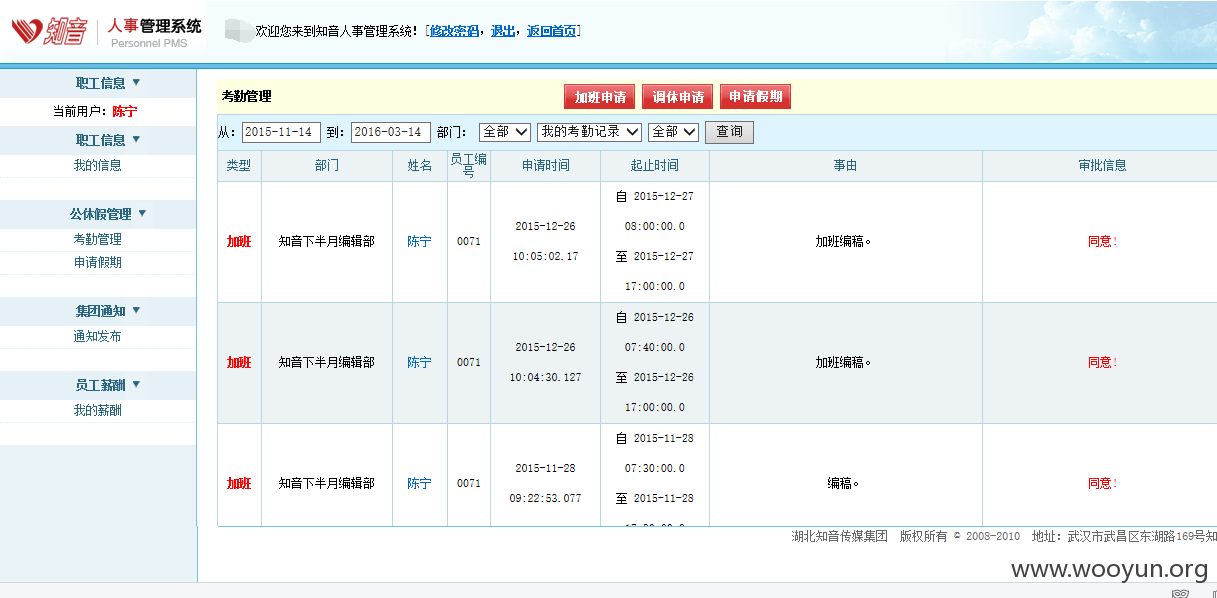 知音 人事管理系统
Personnel PMS
欢迎您来到知音人事管理系统! [修改密码, 退出, 返回首页]
职工信息 ▼
当前用户: 陈宁
职工信息 ▼
我的信息
公休假管理 ▼
考勤管理
申请假期
集团通知 ▼
通知发布
员工薪酬 ▼
我的薪酬
考勤管理 加班申请 调休申请 申请假期
从: 2015-11-14 到: 2016-03-14 部门: 全部 我的考勤记录 全部 查询
类型 部门 姓名 员工编号 申请时间 起止时间 事由 审批信息
加班 知音下半月编辑部 陈宁 0071 2015-12-26 10:05:02.17 自 2015-12-27 08:00:00.0 至 2015-12-27 17:00:00.0 加班编稿。 同意!
加班 知音下半月编辑部 陈宁 0071 2015-12-26 10:04:30.127 自 2015-12-26 07:40:00.0 至 2015-12-26 17:00:00.0 加班编稿。 同意!
加班 知音下半月编辑部 陈宁 0071 2015-11-28 09:22:53.077 自 2015-11-28 07:30:00.0 至 2015-11-28 编稿。 同意!
湖北知音传媒集团 版权所有 © 2008-2010 地址: 武汉市武昌区东湖路169号知
www.wooyun.org